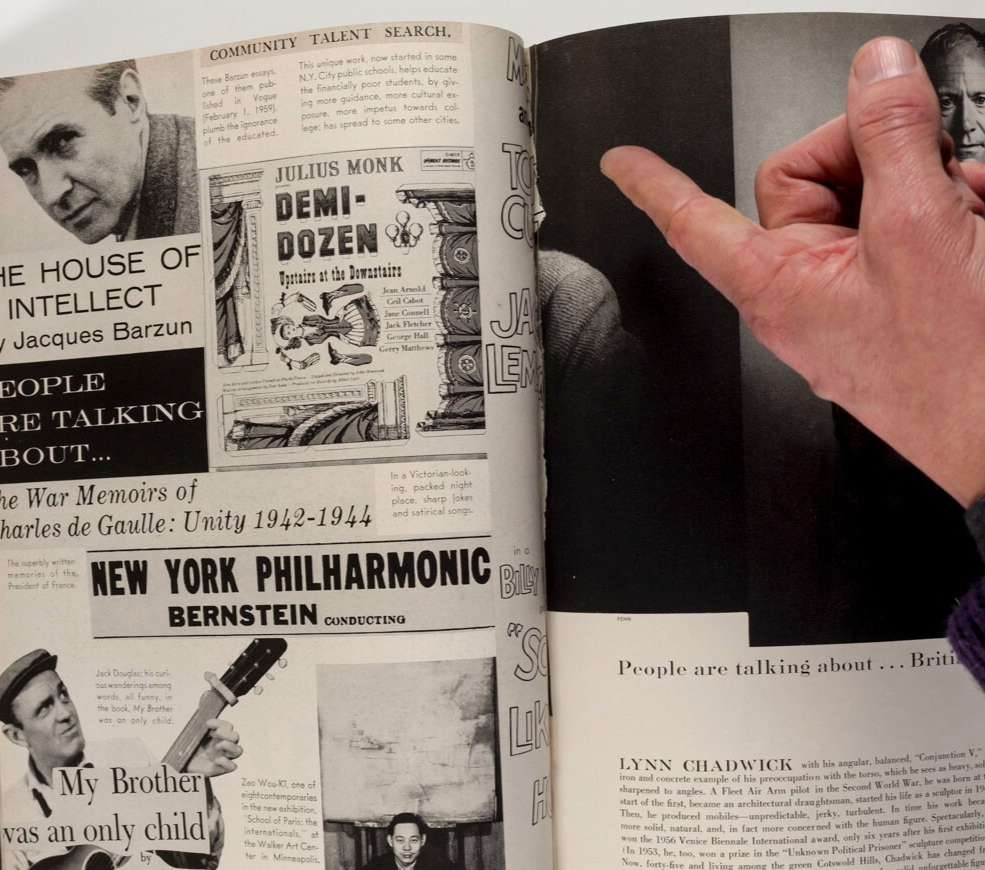 COMMUNITY TALENT SEARCH,
These Barzun essays,
one of them pub-
lished in Vogue
(February 1, 1959),
plumb the ignorance
of the educated.
This unique work, now started in some
N.Y. City public schools, helps educate
the financially poor students, by giv-
ing more guidance, more cultural ex-
posure, more impetus towards col-
lege; has spread to some other cities.
HE HOUSE OF
INTELLECT
y Jacques Barzun
JULIUS MONK
DEMI-
DOZEN
Upstairs at the Downstairs
Jean Arnold
Ceil Cabot
Jane Connell
Jack Fletcher
George Hall
Gerry Matthews
EOPLE
RE TALKING
BOUT...
he War Memoirs of
harles de Gaulle: Unity 1942-1944
In a Victorian-look-
ing, packed night
place, sharp jokes
and satirical songs.
The superbly written
memories of the
President of France.
NEW YORK PHILHARMONIC
BERNSTEIN CONDUCTING
Jack Douglas; his curi-
ous wanderings among
words, all funny, in
the book, My Brother
was an only child.
My Brother
was an only child
by
Zao Wou-Ki, one of
eight contemporaries
in the new exhibition,
"School of Paris: the
internationals," at
the Walker Art Cen-
ter in Minneapolis.
TO
CU
JA
LEM
in a
BILLY
"SO
LIK
H
PENN
People are talking about ... Briti
LYNN CHADWICK with his angular, balanced, "Conjunction V,"
iron and concrete example of his preoccupation with the torso, which he sees as heavy,
sharpened to angles. A Fleet Air Arm pilot in the Second World War, he was born at
start of the first, became an architectural draughtsman, started his life as a sculptor in
Then, he produced mobiles—unpredictable, jerky, turbulent. In time his work
more solid, natural, and, in fact more concerned with the human figure. Spectacularly,
won the 1956 Venice Biennale International award, only six years after his first
(In 1953, he, too, won a prize in the "Unknown Political Prisoner" sculpture
Now, forty-five and living among the green Cotswold Hills, Chadwick has changed
unforgettable